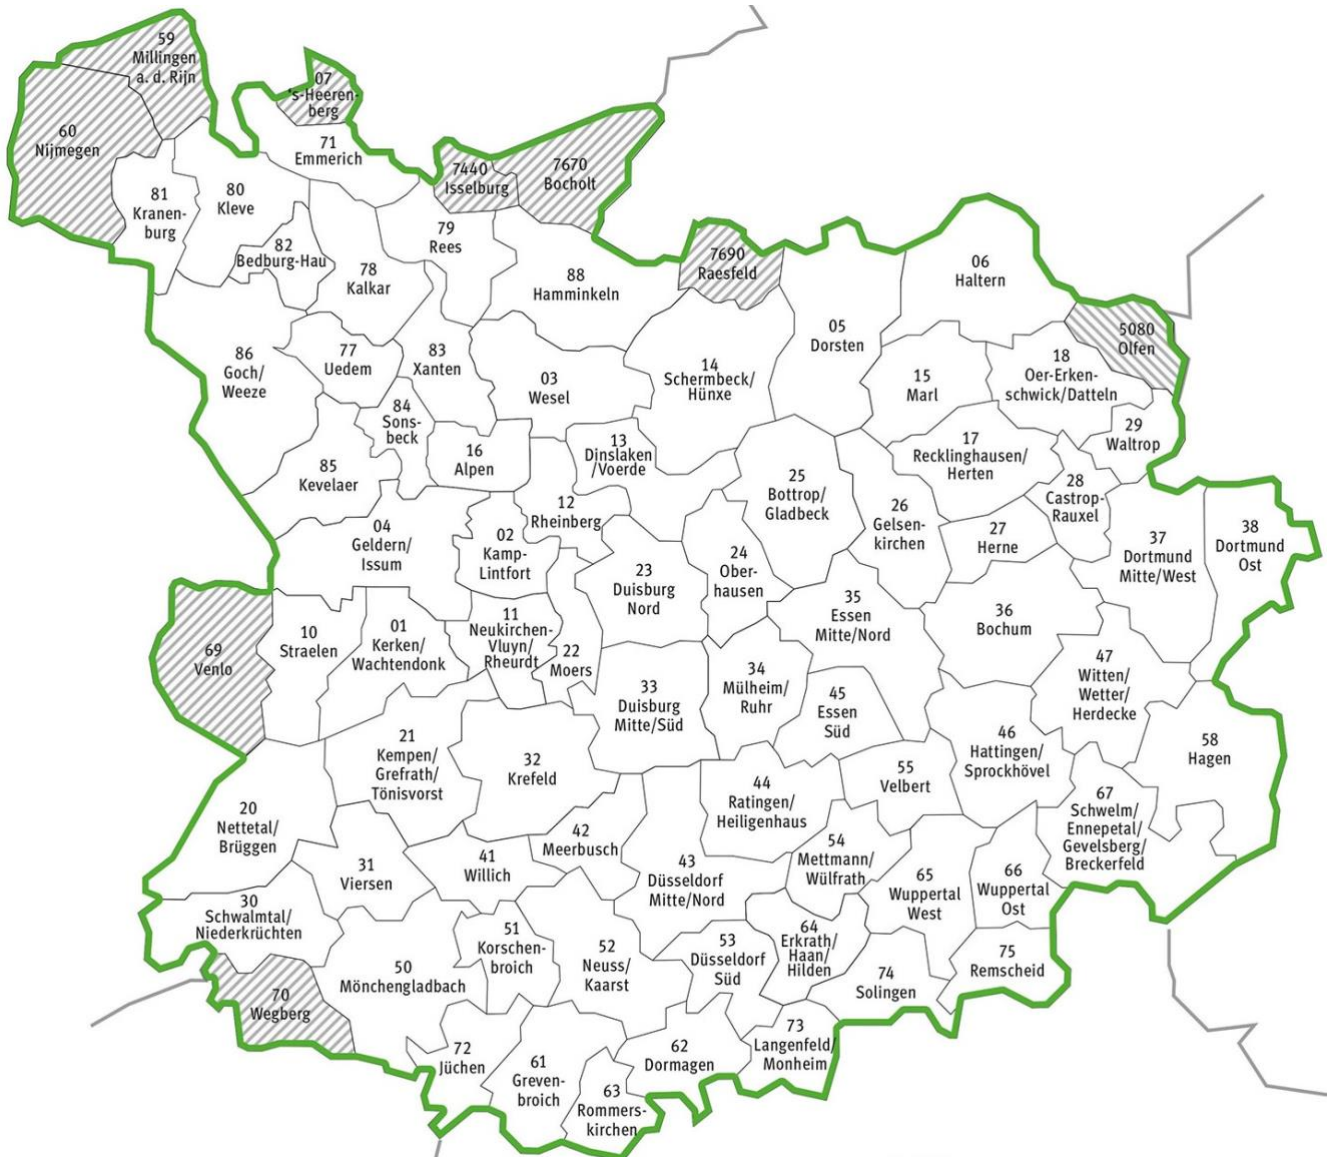 59
Millingen
a. d. Rijn
07
's-Heeren-
berg
60
Nijmegen
71
Emmerich
7440
Isselburg
7670
Bocholt
81
Kranen-
burg
80
Kleve
82
Bedburg-Hau
79
Rees
78
Kalkar
88
Hamminkeln
7690
Raesfeld
06
Haltern
05
Dorsten
5080
Olfen
86
Goch/
Weeze
77
Uedem
83
Xanten
03
Wesel
14
Schermbeck/
Hünxe
15
Marl
18
Oer-Erken-
schwick/Datteln
84
Sons-
beck
29
Waltrop
85
Kevelaer
16
Alpen
13
Dinslaken
/Voerde
17
Recklinghausen/
Herten
25
Bottrop/
Gladbeck
28
Castrop-
Rauxel
12
Rheinberg
26
Gelsen-
kirchen
04
Geldern/
Issum
02
Kamp-
Lintfort
27
Herne
37
Dortmund
Mitte/West
38
Dortmund
Ost
23
Duisburg
Nord
24
Ober-
hausen
35
Essen
Mitte/Nord
36
Bochum
69
Venlo
10
Straelen
01
Kerken/
Wachtendonk
11
Neukirchen-
Vluyn/
Rheurdt
22
Moers
33
Duisburg
Mitte/Süd
34
Mülheim/
Ruhr
45
Essen
Süd
47
Witten/
Wetter/
Herdecke
21
Kempen/
Grefrath/
Tönisvorst
32
Krefeld
46
Hattingen/
Sprockhövel
58
Hagen
44
Ratingen/
Heiligenhaus
55
Velbert
67
Schwelm/
Ennepetal/
Gevelsberg/
Breckerfeld
20
Nettetal/
Brüggen
31
Viersen
41
Willich
42
Meerbusch
43
Düsseldorf
Mitte/Nord
54
Mettmann/
Wülfrath
65
Wuppertal
West
66
Wuppertal
Ost
30
Schwalmtal/
Niederkrüchten
51
Korschen-
broich
52
Neuss/
Kaarst
53
Düsseldorf
Süd
64
Erkrath/
Haan/
Hilden
50
Mönchengladbach
74
Solingen
75
Remscheid
70
Wegberg
72
Jüchen
61
Greven-
broich
62
Dormagen
73
Langenfeld/
Monheim
63
Rommers-
kirchen